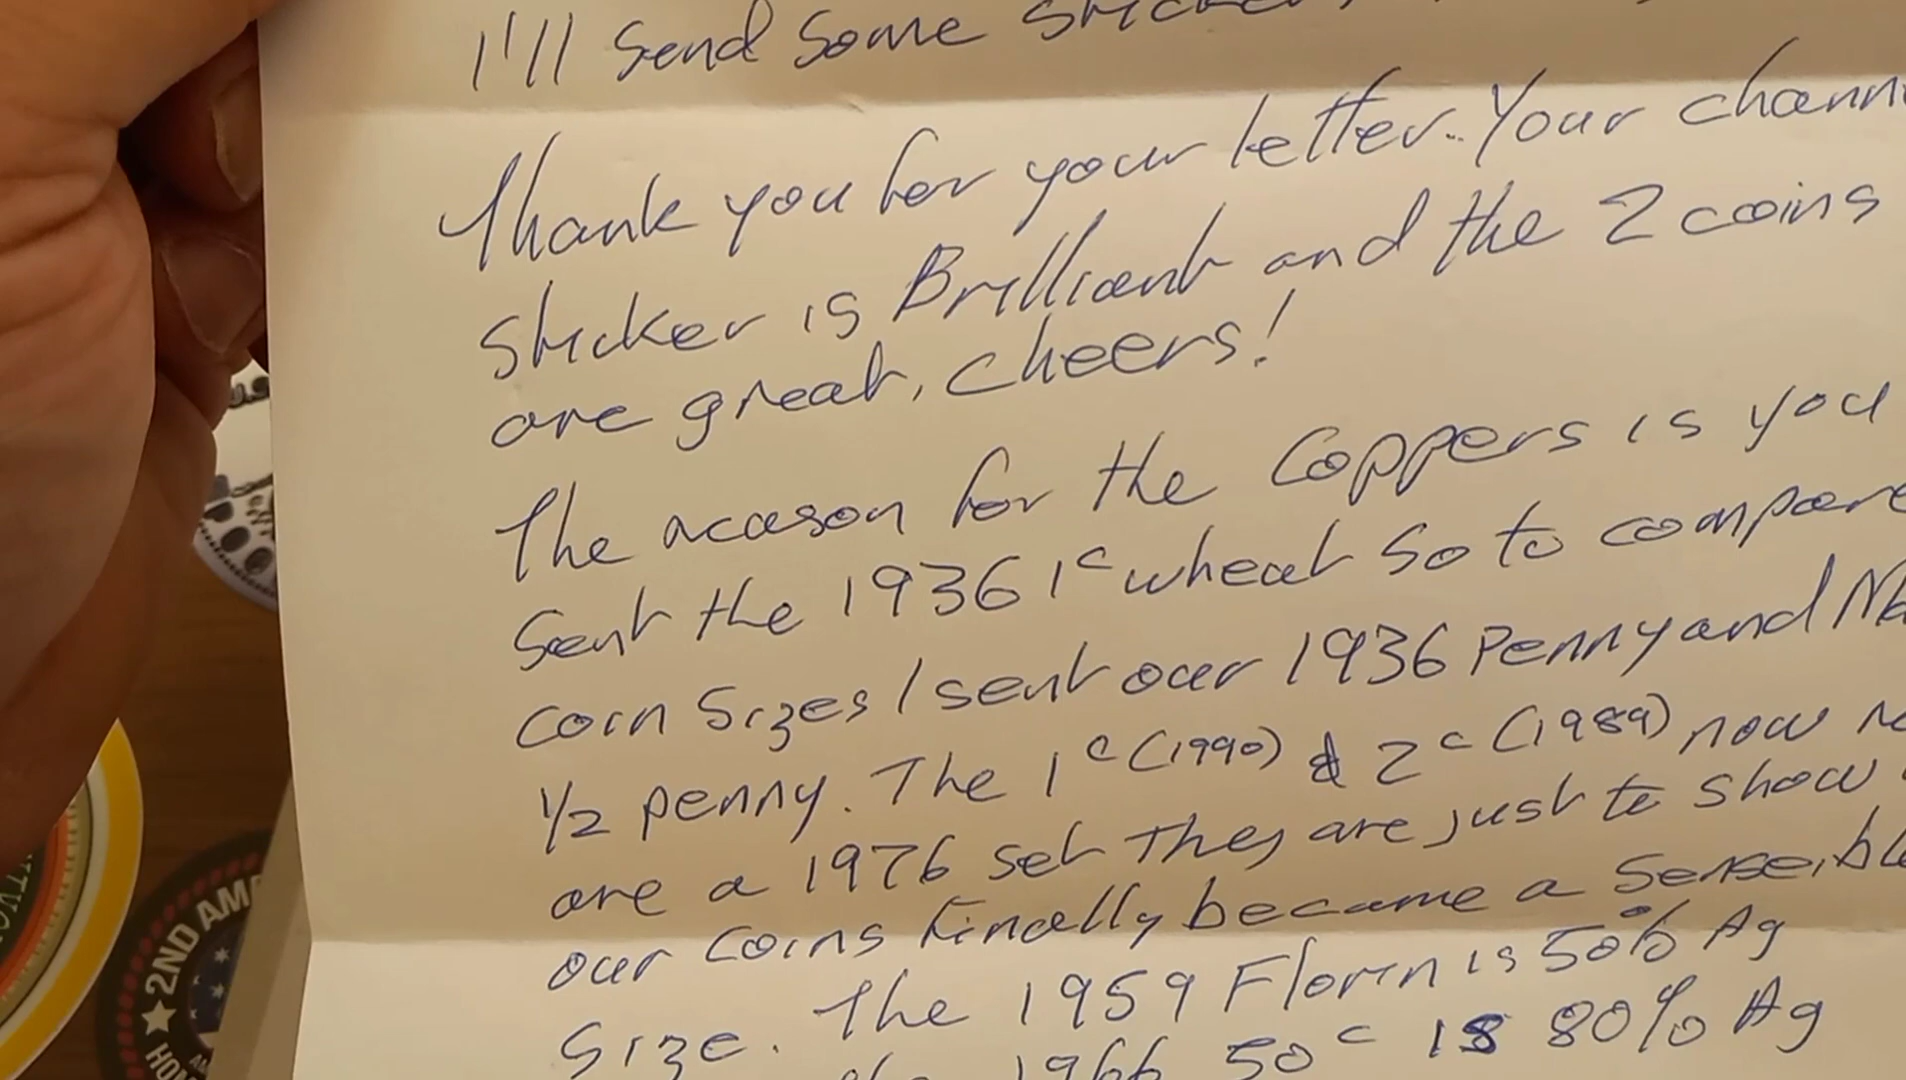 I'll Send Some
Thank you for your letter. Your
Sticker is Brilliant and the 2 coins
are great, cheers!
The reason for the Coppers is you
Sent the 1936 1c wheat So to compare
coin Sizes I sent our 1936 Penny and
1/2 penny. The 1c (1990) & 2c (1989) now
are a 1976 set They are just to show
our coins finally became a
Size. The 1959 Florin is 50% Ag
1966 50c is 80% Ag
2ND